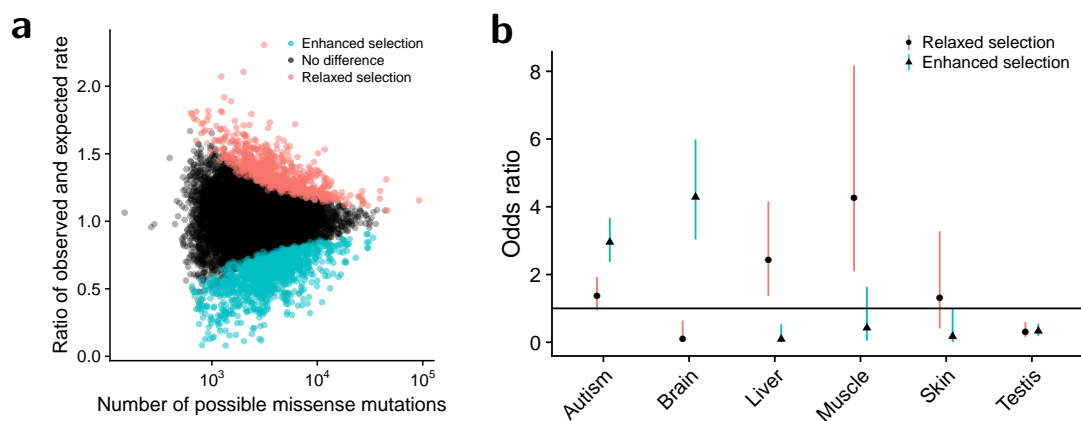 a
Enhanced selection
No difference
Relaxed selection
Ratio of observed and expected rate
2.0
1.5
1.0
0.5
0.0
10³
10⁴
10⁵
Number of possible missense mutations
b
Relaxed selection
Enhanced selection
Odds ratio
8
6
4
2
0
Autism
Brain
Liver
Muscle
Skin
Testis